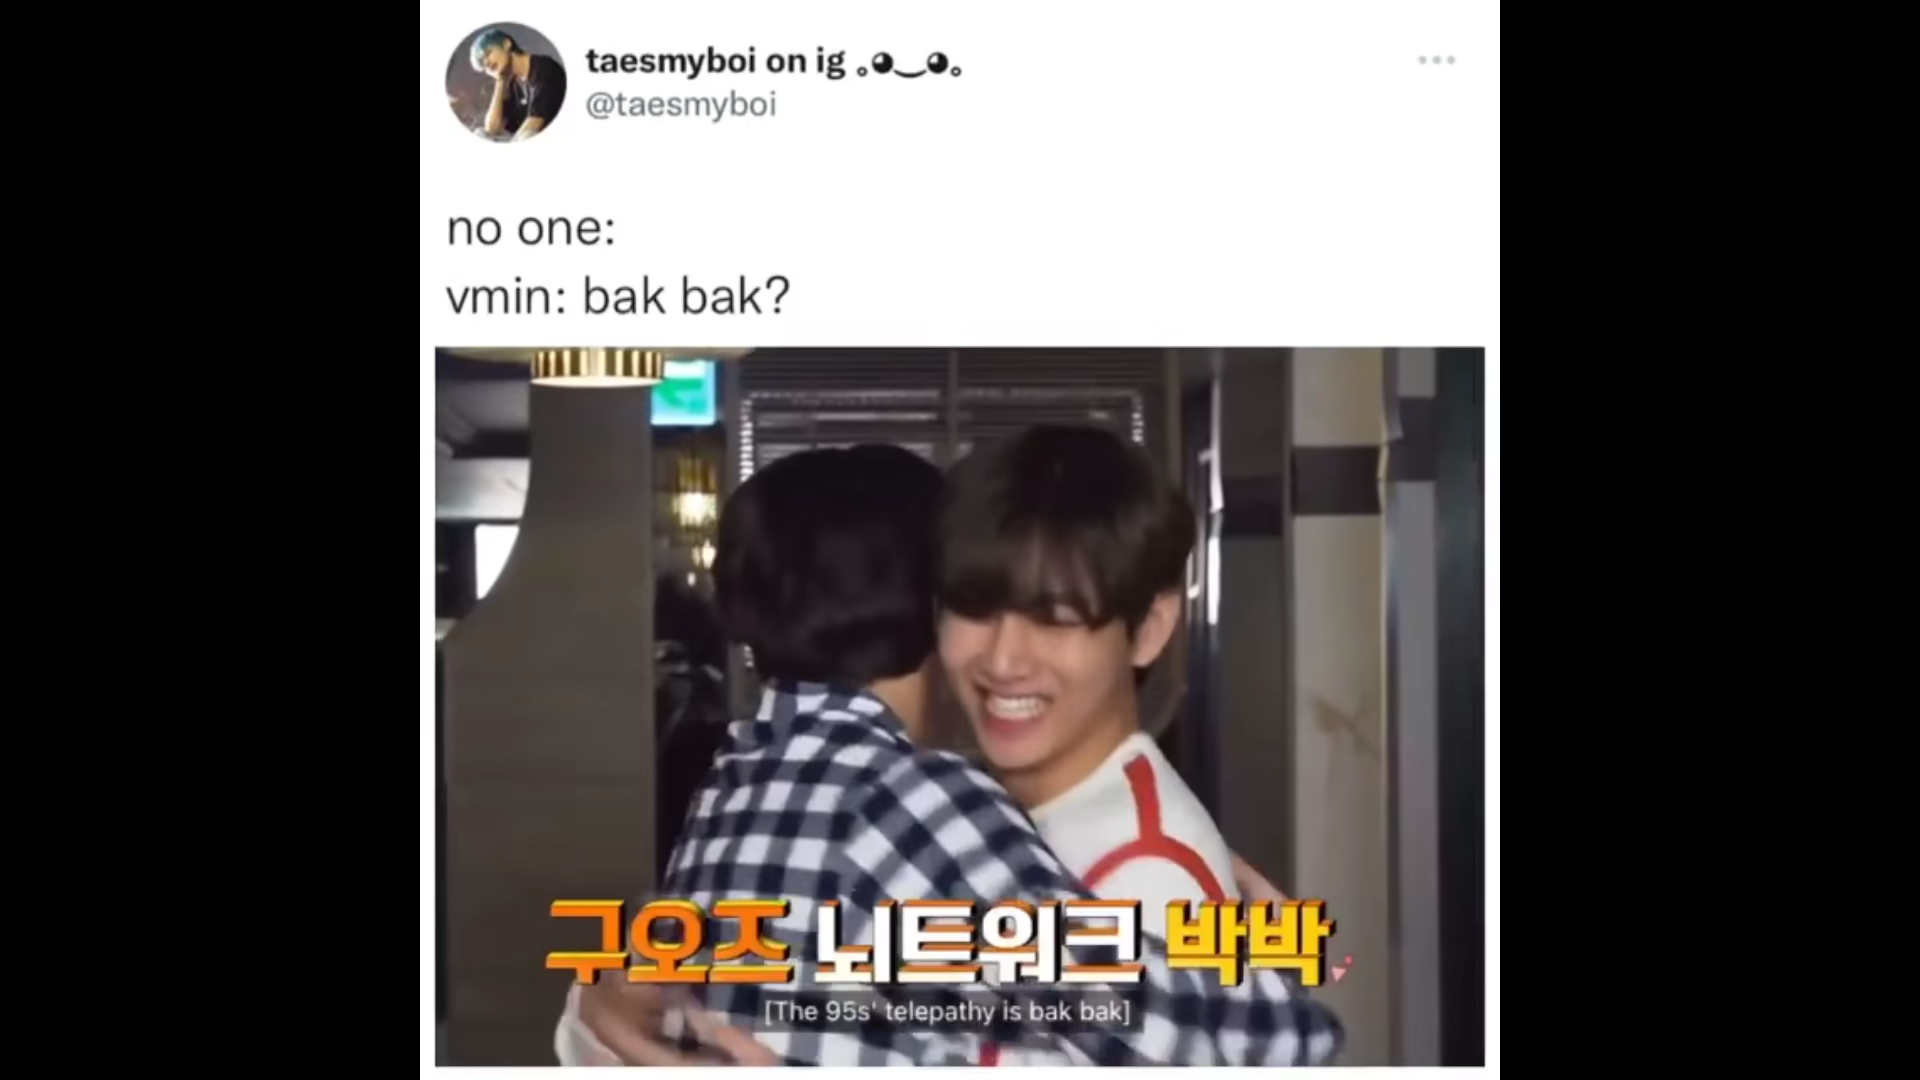 taesmyboi on ig ｡◕‿◕｡
@taesmyboi
no one:
vmin: bak bak?
구오즈 뇌트워크 박박
[The 95s' telepathy is bak bak]